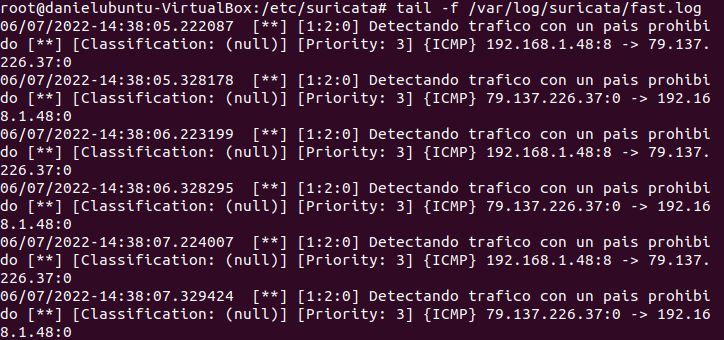 root@danielubuntu-VirtualBox:/etc/suricata# tail -f /var/log/suricata/fast.log
06/07/2022-14:38:05.222087  [**] [1:2:0] Detectando trafico con un pais prohibi
do [**] [Classification: (null)] [Priority: 3] {ICMP} 192.168.1.48:8 -> 79.137.
226.37:0
06/07/2022-14:38:05.328178  [**] [1:2:0] Detectando trafico con un pais prohibi
do [**] [Classification: (null)] [Priority: 3] {ICMP} 79.137.226.37:0 -> 192.16
8.1.48:0
06/07/2022-14:38:06.223199  [**] [1:2:0] Detectando trafico con un pais prohibi
do [**] [Classification: (null)] [Priority: 3] {ICMP} 192.168.1.48:8 -> 79.137.
226.37:0
06/07/2022-14:38:06.328295  [**] [1:2:0] Detectando trafico con un pais prohibi
do [**] [Classification: (null)] [Priority: 3] {ICMP} 79.137.226.37:0 -> 192.16
8.1.48:0
06/07/2022-14:38:07.224007  [**] [1:2:0] Detectando trafico con un pais prohibi
do [**] [Classification: (null)] [Priority: 3] {ICMP} 192.168.1.48:8 -> 79.137.
226.37:0
06/07/2022-14:38:07.329424  [**] [1:2:0] Detectando trafico con un pais prohibi
do [**] [Classification: (null)] [Priority: 3] {ICMP} 79.137.226.37:0 -> 192.16
8.1.48:0